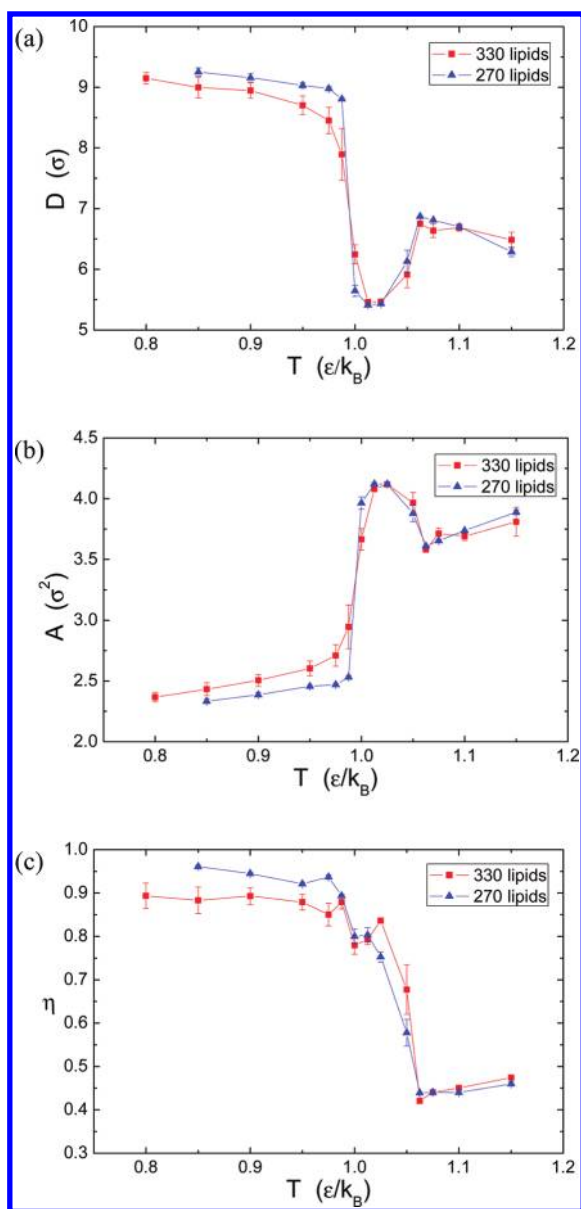 (a)
10
9
8
7
6
5
D (σ)
330 lipids
270 lipids
0.8 0.9 1.0 1.1 1.2
T (ε/k_B)
(b)
4.5
4.0
3.5
3.0
2.5
2.0
A (σ²)
330 lipids
270 lipids
0.8 0.9 1.0 1.1 1.2
T (ε/k_B)
(c)
1.0
0.9
0.8
0.7
0.6
0.5
0.4
0.3
η
330 lipids
270 lipids
0.8 0.9 1.0 1.1 1.2
T (ε/k_B)